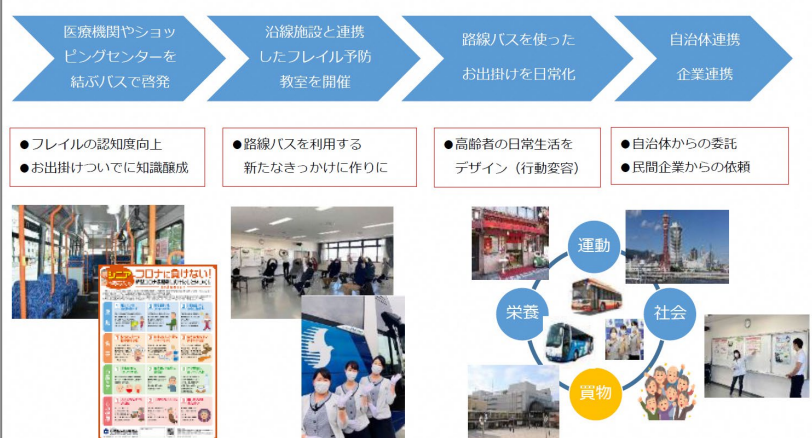 医療機関やショッ
ピングセンターを
結ぶバスで啓発
沿線施設と連携
したフレイル予防
教室を開催
路線バスを使った
お出掛けを日常化
自治体連携
企業連携
●フレイルの認知度向上
●お出掛けついでに知識醸成
●路線バスを利用する
新たなきっかけに作りに
●高齢者の日常生活を
デザイン（行動変容）
●自治体からの委託
●民間企業からの依頼
シニア
コロナに負けない!
運動
栄養
社会
買物